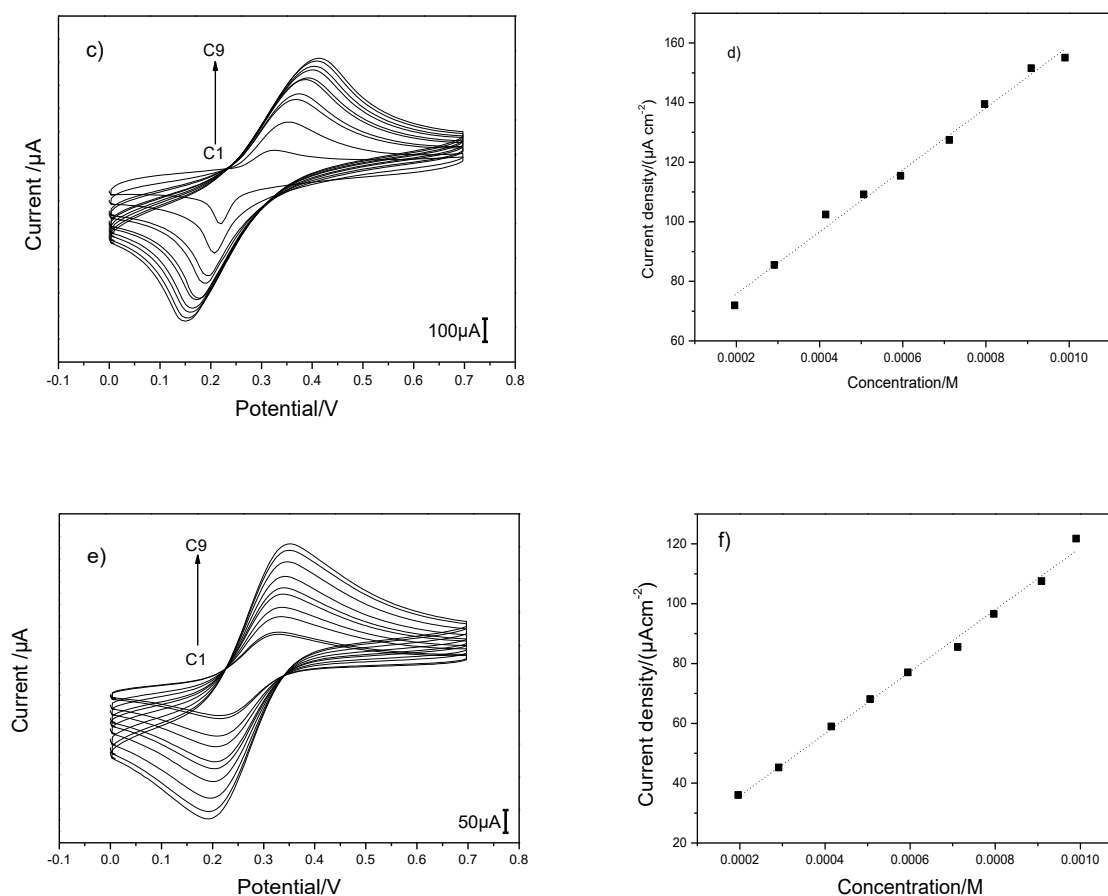 c)
C9
C1
Current /µA
100µA
-0.1 0.0 0.1 0.2 0.3 0.4 0.5 0.6 0.7 0.8
Potential/V
d)
160
140
120
100
80
60
Current density/(µA cm-2)
0.0002 0.0004 0.0006 0.0008 0.0010
Concentration/M
e)
C9
C1
Current /µA
50µA
-0.1 0.0 0.1 0.2 0.3 0.4 0.5 0.6 0.7 0.8
Potential/V
f)
120
100
80
60
40
20
Current density/(µAcm-2)
0.0002 0.0004 0.0006 0.0008 0.0010
Concentration/M